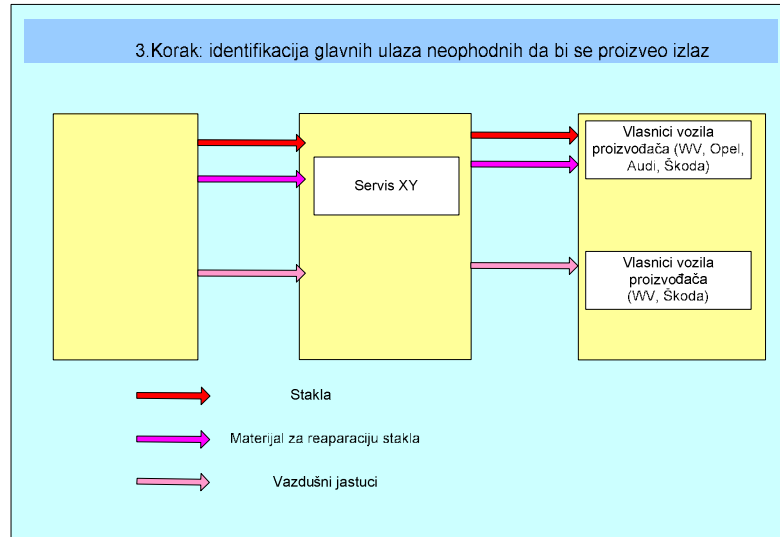 3.Korak: identifikacija glavnih ulaza neophodnih da bi se proizveo izlaz
Servis XY
Vlasnici vozila
proizvođača (WV, Opel,
Audi, Škoda)
Vlasnici vozila
proizvođača
(WV, Škoda)
Stakla
Materijal za reaparaciju stakla
Vazdušni jastuci